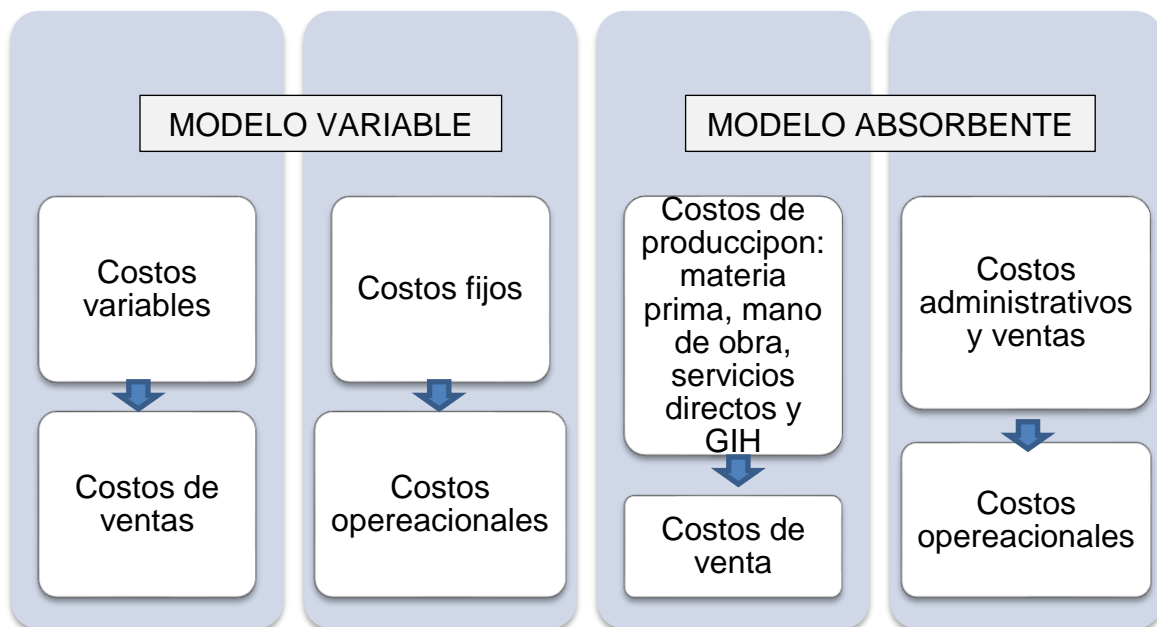 MODELO VARIABLE
Costos
variables
Costos de
ventas
Costos fijos
Costos
opereacionales
MODELO ABSORBENTE
Costos de
produccipon:
materia
prima, mano
de obra,
servicios
directos y
GIH
Costos de
venta
Costos
administrativos
y ventas
Costos
opereacionales